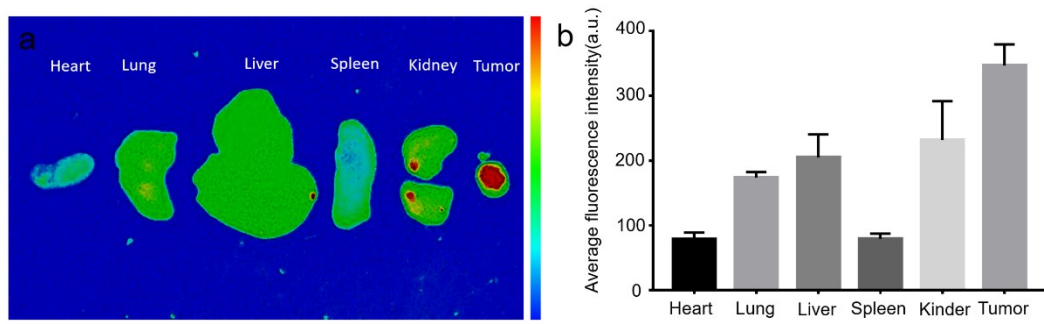 a
Heart Lung Liver Spleen Kidney Tumor
b
Average fluorescence intensity(a.u.)
400
300
200
100
0
Heart Lung Liver Spleen Kinder Tumor